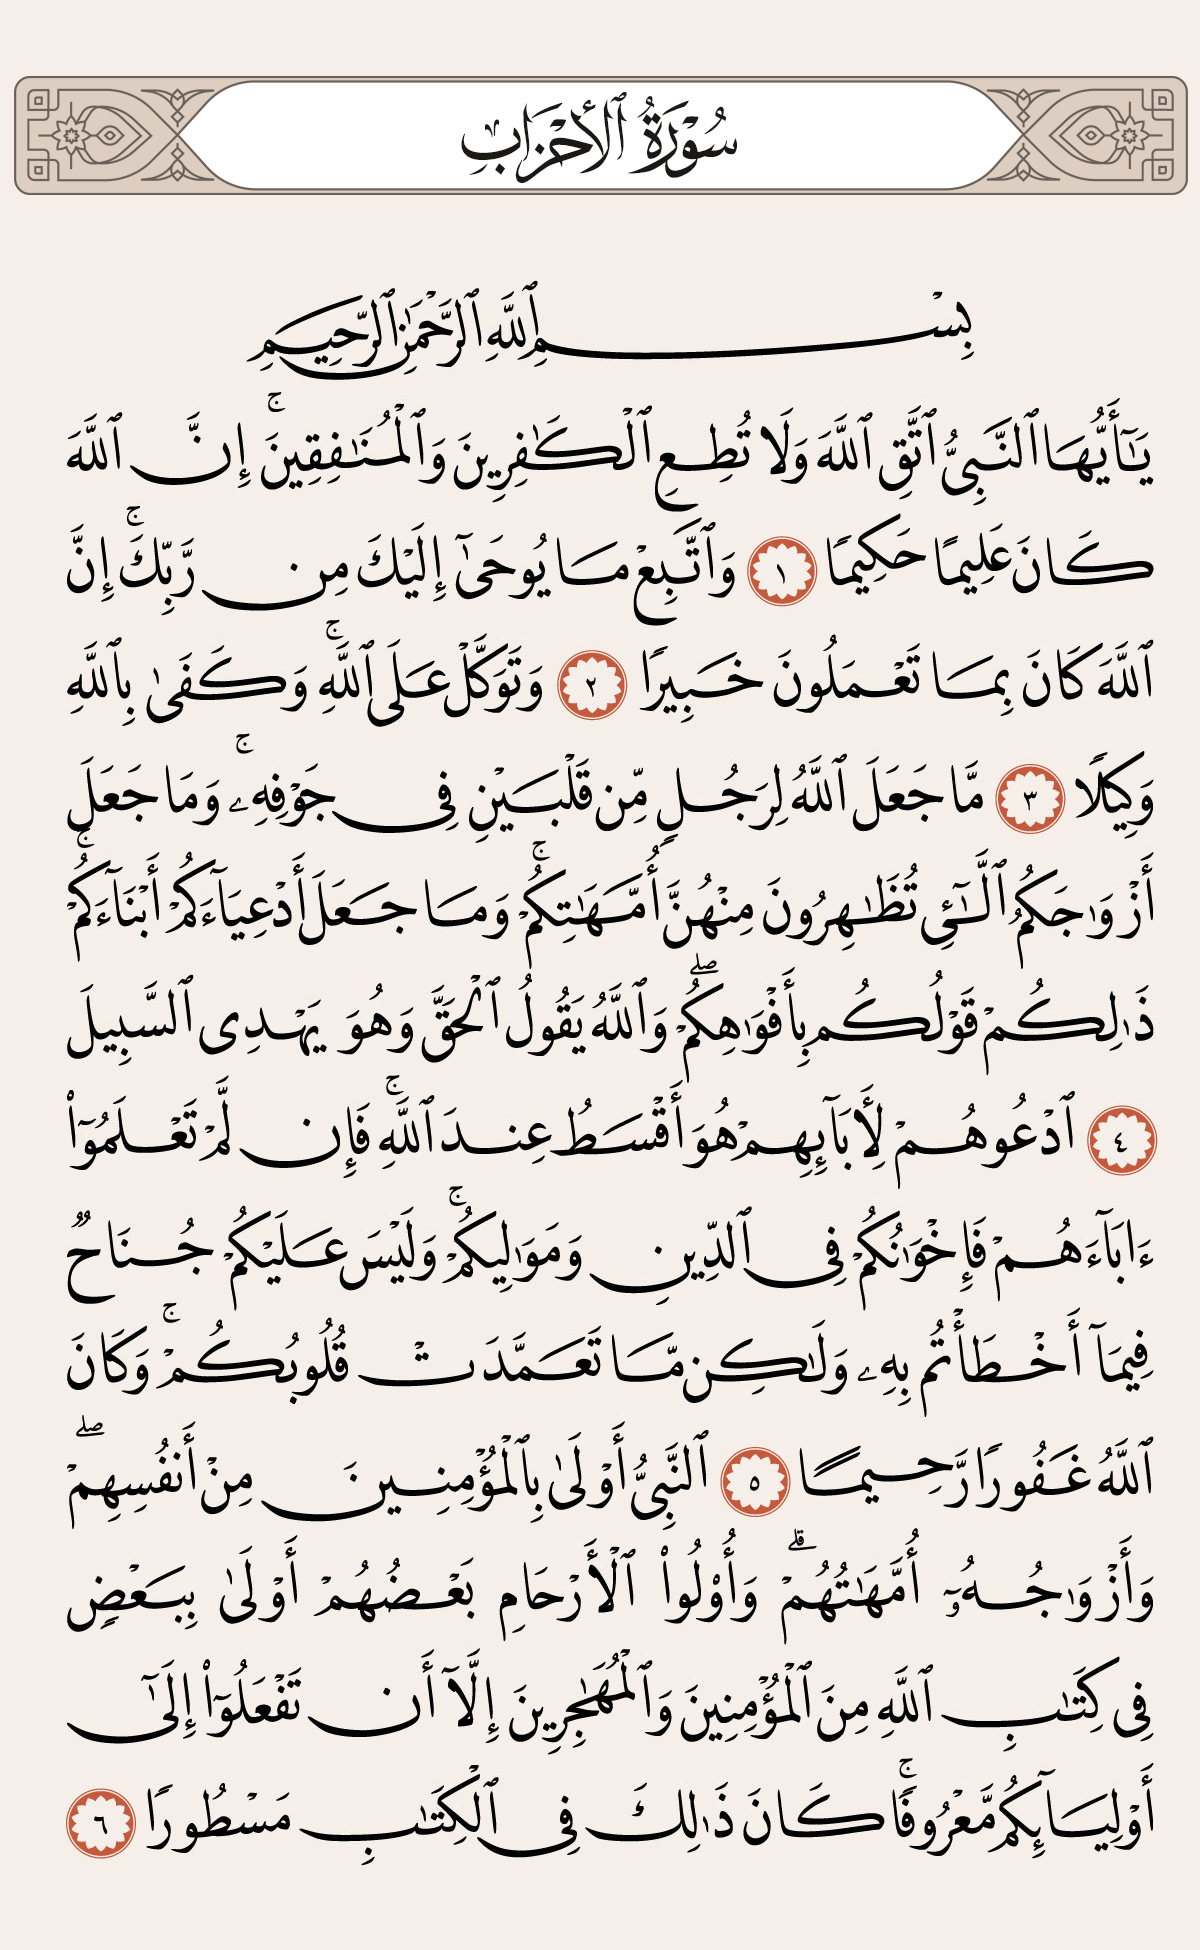 سُورَةُ ٱلْأَحْزَابِ
بِسْمِ ٱللَّهِ ٱلرَّحْمَٰنِ ٱلرَّحِيمِ
يَٰٓأَيُّهَا ٱلنَّبِىُّ ٱتَّقِ ٱللَّهَ وَلَا تُطِعِ ٱلْكَٰفِرِينَ وَٱلْمُنَٰفِقِينَ ۚ إِنَّ ٱللَّهَ
كَانَ عَلِيمًا حَكِيمًا ١ وَٱتَّبِعْ مَا يُوحَىٰٓ إِلَيْكَ مِن رَّبِّكَ ۚ إِنَّ
ٱللَّهَ كَانَ بِمَا تَعْمَلُونَ خَبِيرًا ٢ وَتَوَكَّلْ عَلَى ٱللَّهِ ۚ وَكَفَىٰ بِٱللَّهِ
وَكِيلًا ٣ مَّا جَعَلَ ٱللَّهُ لِرَجُلٍ مِّن قَلْبَيْنِ فِى جَوْفِهِۦ ۚ وَمَا جَعَلَ
أَزْوَٰجَكُمُ ٱلَّٰٓـِٔى تُظَٰهِرُونَ مِنْهُنَّ أُمَّهَٰتِكُمْ ۚ وَمَا جَعَلَ أَدْعِيَآءَكُمْ أَبْنَآءَكُمْ ۚ
ذَٰلِكُمْ قَوْلُكُم بِأَفْوَٰهِكُمْ ۖ وَٱللَّهُ يَقُولُ ٱلْحَقَّ وَهُوَ يَهْدِى ٱلسَّبِيلَ
٤ ٱدْعُوهُمْ لِأَبَآئِهِمْ هُوَ أَقْسَطُ عِندَ ٱللَّهِ ۚ فَإِن لَّمْ تَعْلَمُوٓا۟
ءَابَآءَهُمْ فَإِخْوَٰنُكُمْ فِى ٱلدِّينِ وَمَوَٰلِيكُمْ ۚ وَلَيْسَ عَلَيْكُمْ جُنَاحٌ
فِيمَآ أَخْطَأْتُم بِهِۦ وَلَٰكِن مَّا تَعَمَّدَتْ قُلُوبُكُمْ ۚ وَكَانَ
ٱللَّهُ غَفُورًا رَّحِيمًا ٥ ٱلنَّبِىُّ أَوْلَىٰ بِٱلْمُؤْمِنِينَ مِنْ أَنفُسِهِمْ ۖ
وَأَزْوَٰجُهُۥٓ أُمَّهَٰتُهُمْ ۗ وَأُو۟لُوا۟ ٱلْأَرْحَامِ بَعْضُهُمْ أَوْلَىٰ بِبَعْضٍ
فِى كِتَٰبِ ٱللَّهِ مِنَ ٱلْمُؤْمِنِينَ وَٱلْمُهَٰجِرِينَ إِلَّآ أَن تَفْعَلُوٓا۟ إِلَىٰٓ
أَوْلِيَآئِكُم مَّعْرُوفًا ۚ كَانَ ذَٰلِكَ فِى ٱلْكِتَٰبِ مَسْطُورًا ٦